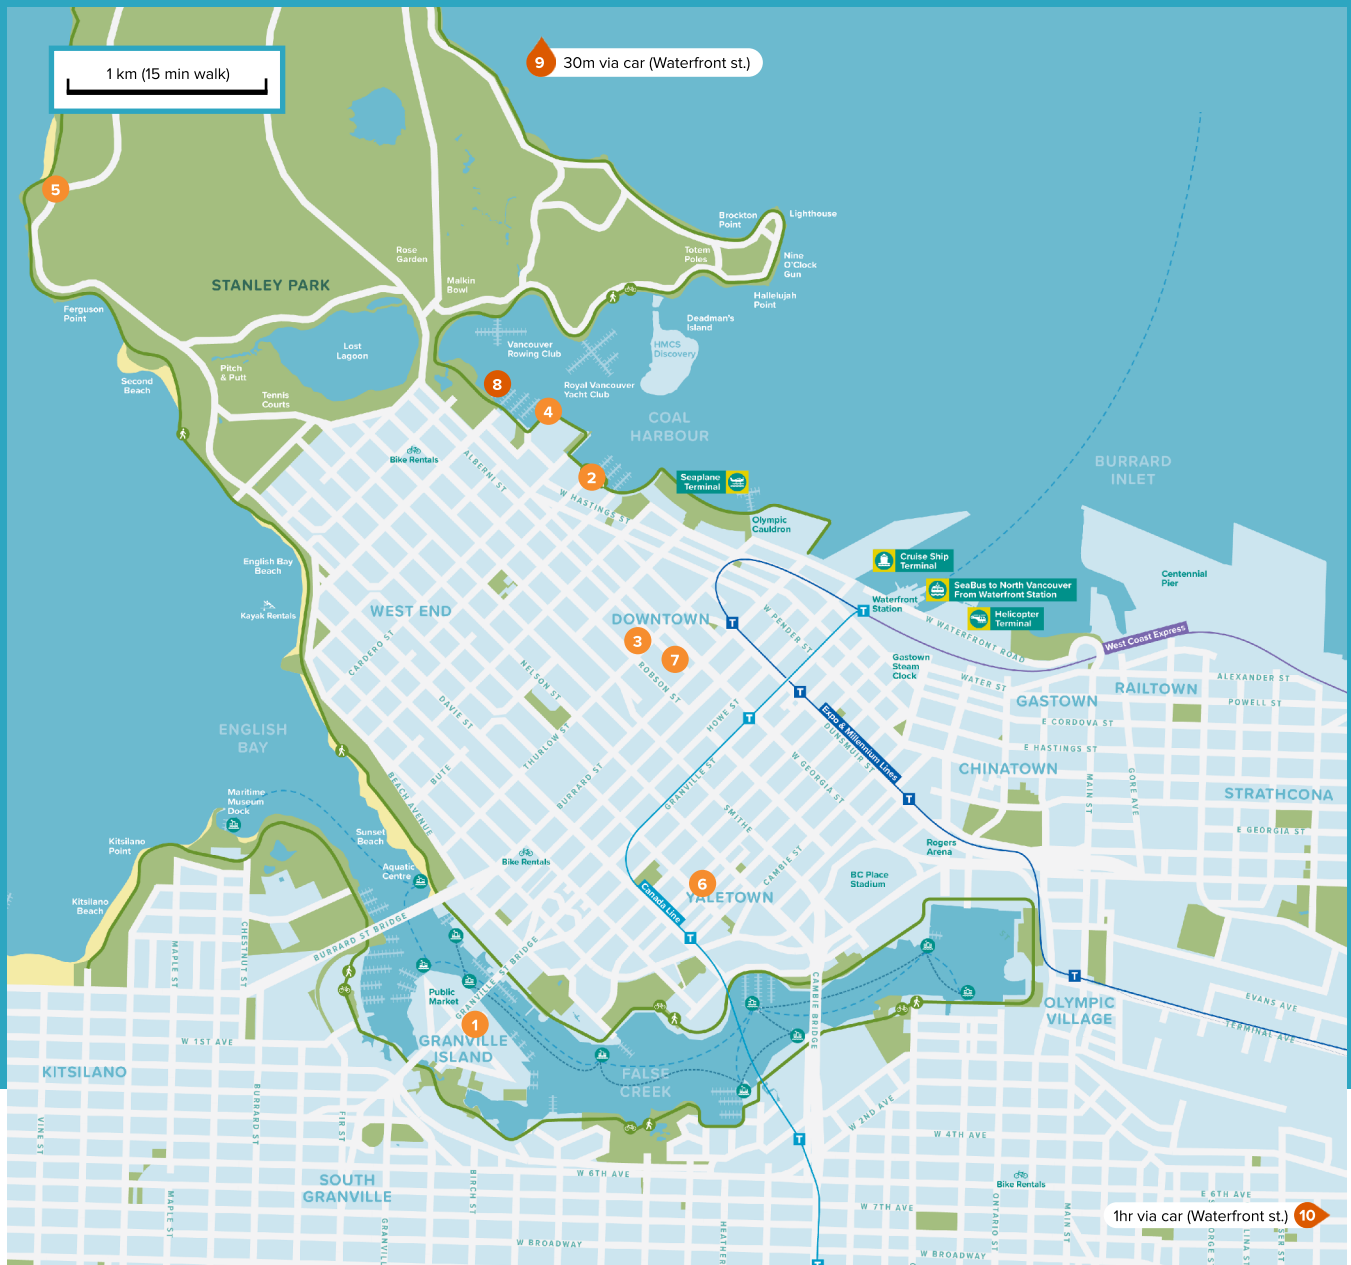 9
30m via car (Waterfront st.)
1 km (15 min walk)
5
Brockton
Point
Lighthouse
Rose
Garden
Totem
Poles
Nine
O'Clock
Gun
STANLEY PARK
Malkin
Bowl
Hallelujah
Point
Ferguson
Point
Deadman's
Island
Vancouver
Rowing Club
HMCS
Discovery
Lost
Lagoon
Pitch
& Putt
Second
Beach
8
Royal Vancouver
Yacht Club
Tennis
Courts
4
COAL
HARBOUR
Bike Rentals
ALBERNI ST
BURRARD
INLET
2
Seaplane
Terminal
W HASTINGS ST
Olympic
Cauldron
English Bay
Beach
Cruise Ship
Terminal
SeaBus to North Vancouver
From Waterfront Station
Centennial
Pier
Kayak Rentals
WEST END
DOWNTOWN
T
Waterfront
Station
Helicopter
Terminal
T
W PENDER ST
W WATERFRONT ROAD
West Coast Express
3
7
CARDERO ST
NELSON ST
ROBSON ST
Gastown
Steam
Clock
WATER ST
ALEXANDER ST
RAILTOWN
POWELL ST
GASTOWN
T
DAVIE ST
HOWE ST
T
Expo & Millennium Lines
DUNSMUIR ST
E CORDOVA ST
ENGLISH
BAY
THURLOW ST
E HASTINGS ST
BUTE
BURRARD ST
GRANVILLE ST
W GEORGIA ST
CHINATOWN
BEACH AVENUE
MAIN ST
GORE AVE
STRATHCONA
Maritime
Museum
Dock
T
SMITHE
E GEORGIA ST
Sunset
Beach
Kitsilano
Point
Bike Rentals
CAMBIE ST
Rogers
Arena
Aquatic
Centre
6
YALETOWN
BC Place
Stadium
Canada Line
Kitsilano
Beach
BURRARD ST BRIDGE
T
MAPLE ST
CHESTNUT ST
GRANVILLE ST BRIDGE
CAMBIE BRIDGE
T
Public
Market
OLYMPIC
VILLAGE
EVANS AVE
TERMINAL AVE
1
GRANVILLE
ISLAND
W 1ST AVE
KITSILANO
FALSE
CREEK
BURRARD ST
FIR ST
VINE ST
W 2ND AVE
T
W 4TH AVE
SOUTH
GRANVILLE
BIRCH ST
W 6TH AVE
Bike Rentals
MAPLE ST
E 6TH AVE
ONTARIO ST
MAIN ST
W 7TH AVE
1hr via car (Waterfront st.)
10
HEATHER
W BROADWAY
W BROADWAY
T